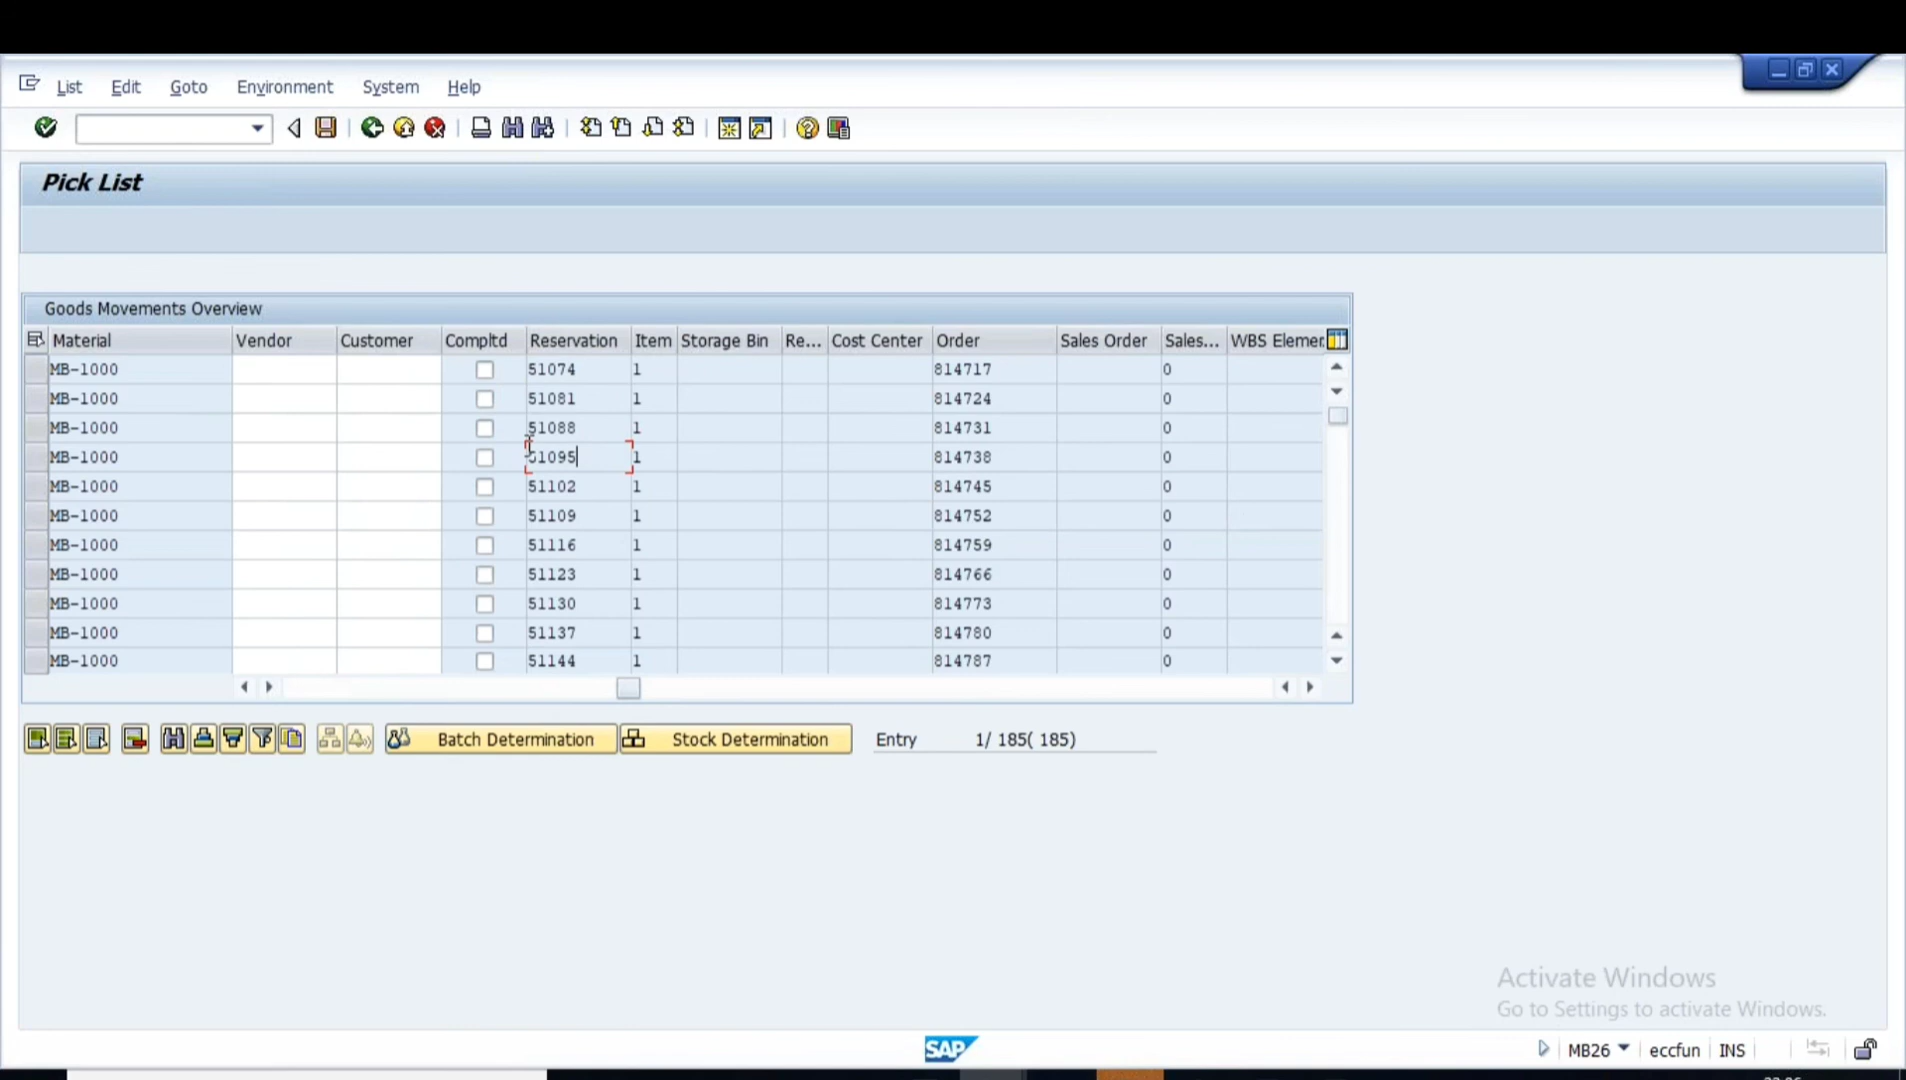 List Edit Goto Environment System Help
Pick List
Goods Movements Overview
Material Vendor Customer Compltd Reservation Item Storage Bin Re... Cost Center Order Sales Order Sales... WBS Elemen
MB-1000 51074 1 814717 0
MB-1000 51081 1 814724 0
MB-1000 51088 1 814731 0
MB-1000 51095 1 814738 0
MB-1000 51102 1 814745 0
MB-1000 51109 1 814752 0
MB-1000 51116 1 814759 0
MB-1000 51123 1 814766 0
MB-1000 51130 1 814773 0
MB-1000 51137 1 814780 0
MB-1000 51144 1 814787 0
Batch Determination Stock Determination Entry 1/ 185( 185)
Activate Windows
Go to Settings to activate Windows.
SAP MB26 eccfun INS